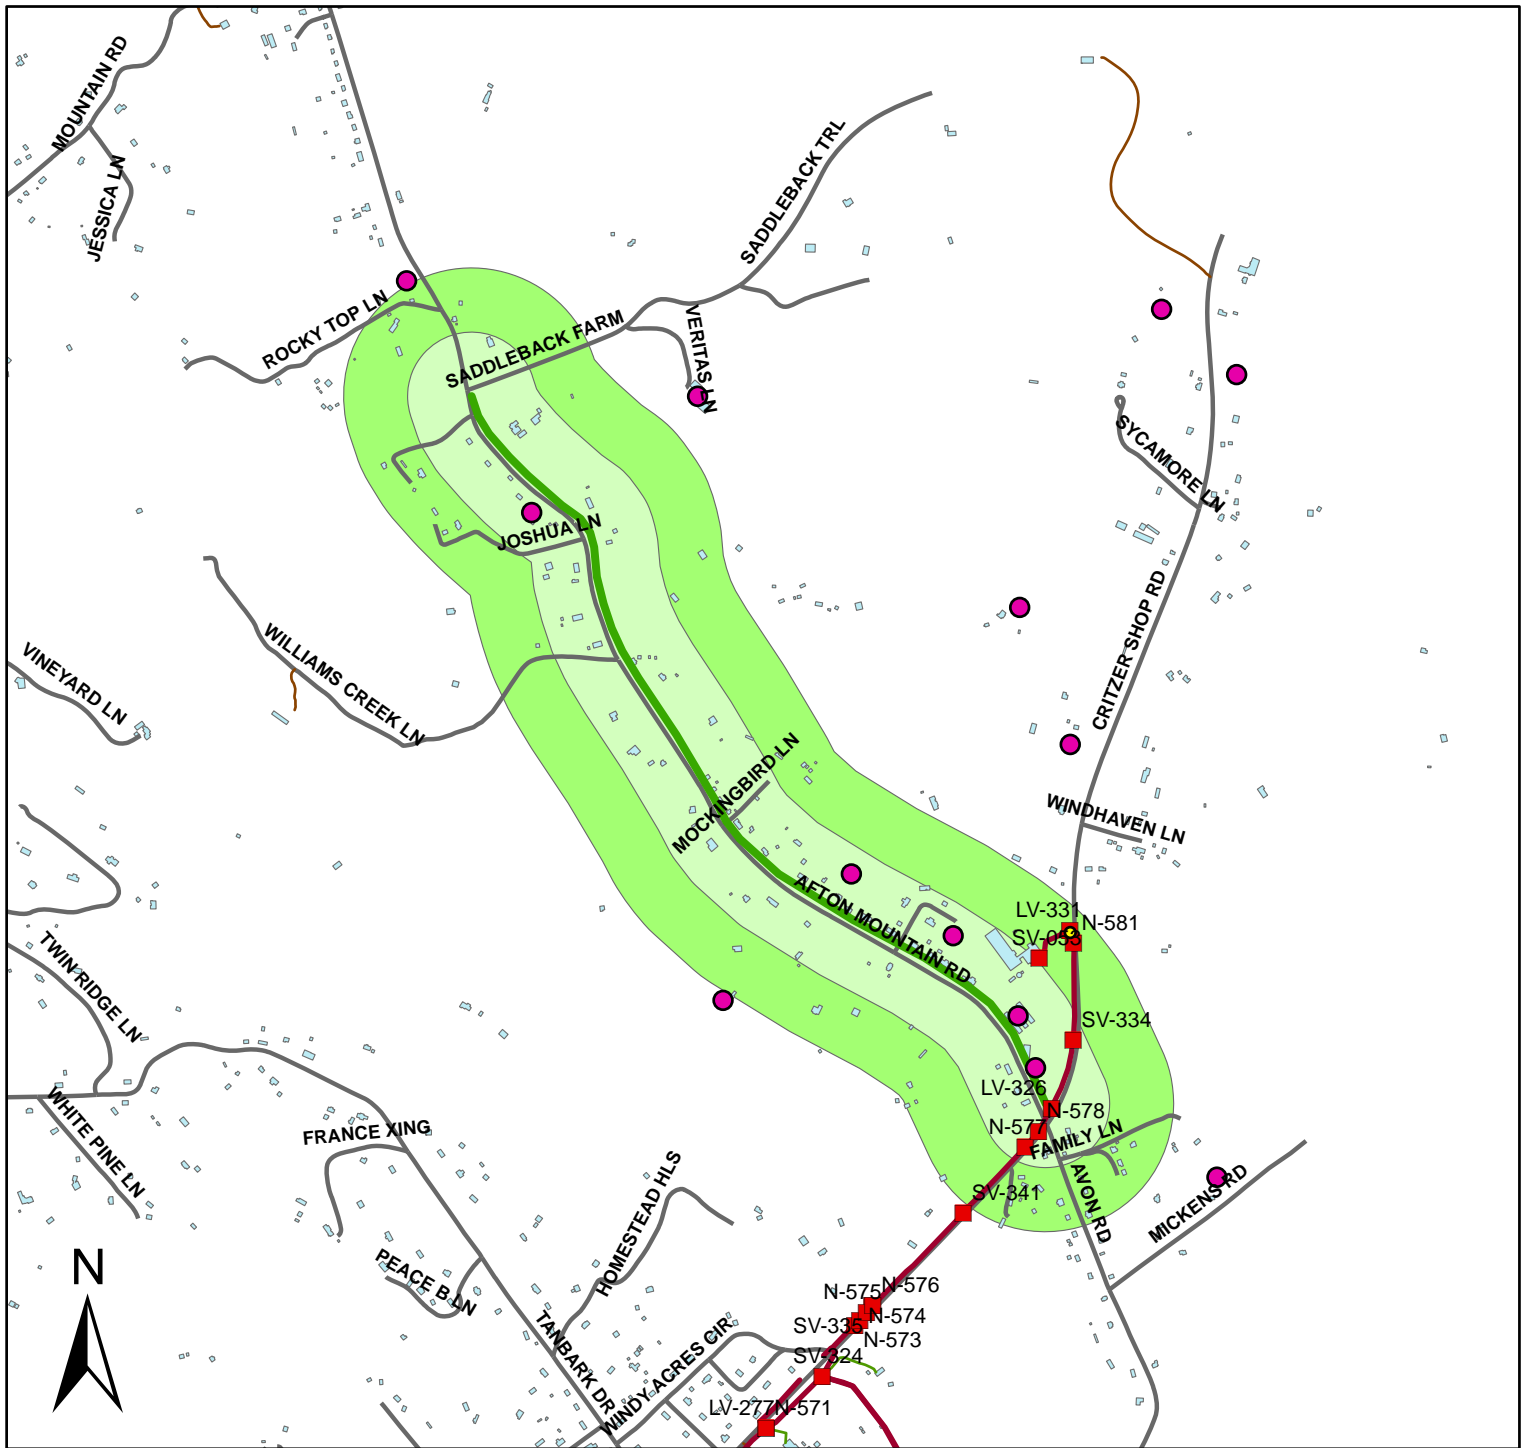 MOUNTAIN RD
JESSICA LN
SADDLEBACK TRL
ROCKY TOP LN
SADDLEBACK FARM
VERITAS LN
SYCAMORE LN
JOSHUA LN
CRITZER SHOP RD
WILLIAMS CREEK LN
VINEYARD LN
MOCKINGBIRD LN
WINDHAVEN LN
AFTON MOUNTAIN RD
LV-331
N-581
SV-033
TWIN RIDGE LN
SV-334
LV-326
N-578
N-577
FAMILY LN
WHITE PINE LN
FRANCE XING
SV-341
AVON RD
MICKENS RD
HOMESTEAD HLS
PEACE B LN
N
N-575
N-576
N-574
SV-335
N-573
SV-324
TANBARK DR
WINDY ACRES CIR
LV-277
N-571